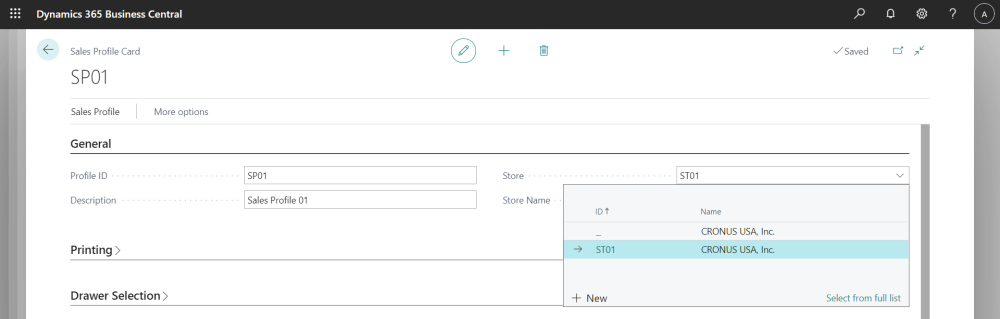 Dynamics 365 Business Central
?
A
Sales Profile Card
Saved
SP01
Sales Profile
More options
General
Profile ID
SP01
Store
ST01
Description
Sales Profile 01
Store Name
ID ↑
Name
_
CRONUS USA, Inc.
→ ST01
CRONUS USA, Inc.
Printing >
Drawer Selection >
+ New
Select from full list